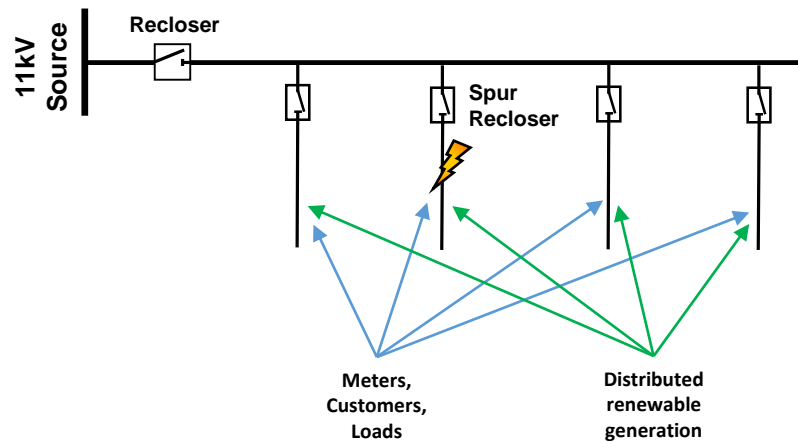 11kV
Source
Recloser
Spur
Recloser
Meters,
Customers,
Loads
Distributed
renewable
generation